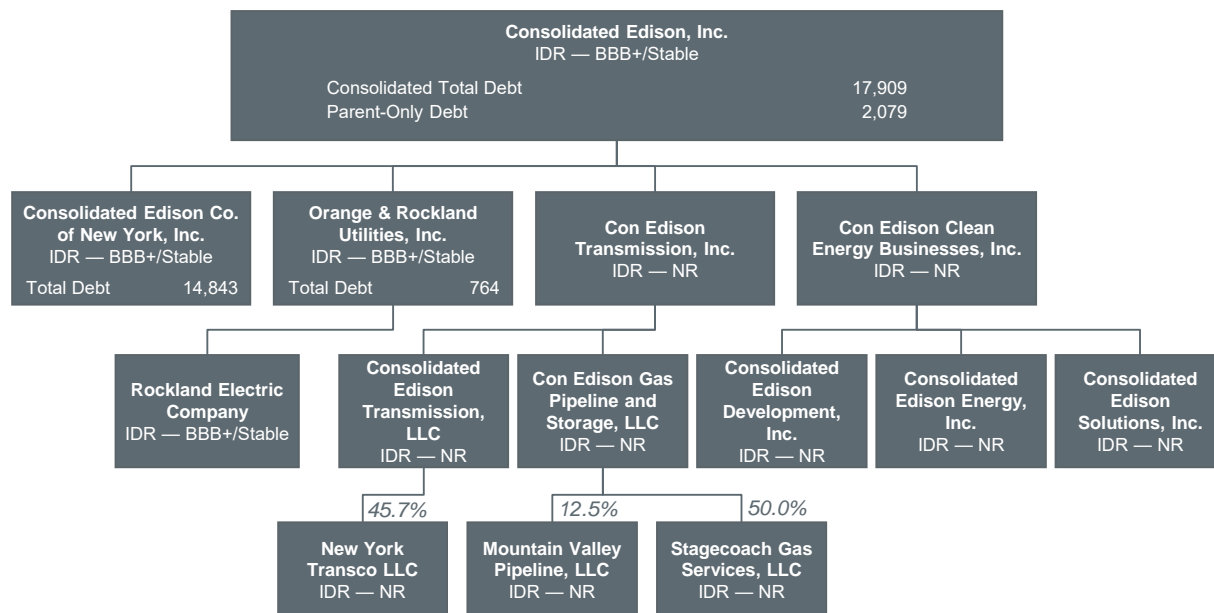 Consolidated Edison, Inc.
IDR — BBB+/Stable
Consolidated Total Debt 17,909
Parent-Only Debt 2,079
Consolidated Edison Co.
of New York, Inc.
IDR — BBB+/Stable
Total Debt 14,843
Orange & Rockland
Utilities, Inc.
IDR — BBB+/Stable
Total Debt 764
Con Edison
Transmission, Inc.
IDR — NR
Con Edison Clean
Energy Businesses, Inc.
IDR — NR
Rockland Electric
Company
IDR — BBB+/Stable
Consolidated
Edison
Transmission,
LLC
IDR — NR
Con Edison Gas
Pipeline and
Storage, LLC
IDR — NR
Consolidated
Edison
Development,
Inc.
IDR — NR
Consolidated
Edison Energy,
Inc.
IDR — NR
Consolidated
Edison
Solutions, Inc.
IDR — NR
45.7%
12.5%
50.0%
New York
Transco LLC
IDR — NR
Mountain Valley
Pipeline, LLC
IDR — NR
Stagecoach Gas
Services, LLC
IDR — NR